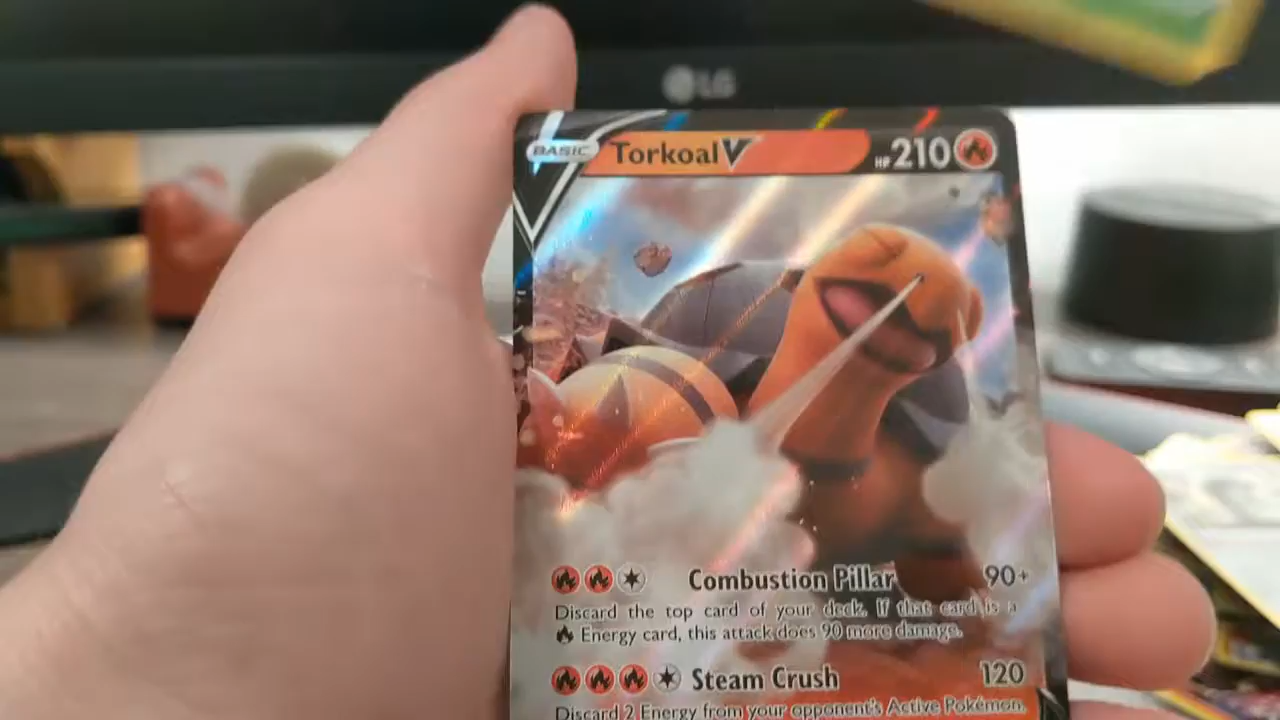 LG
BASIC Torkoal V HP 210
Combustion Pillar 90+
Discard the top card of your deck. If that card is a
Energy card, this attack does 90 more damage.
Steam Crush 120
Discard 2 Energy from your opponent's Active Pokémon.